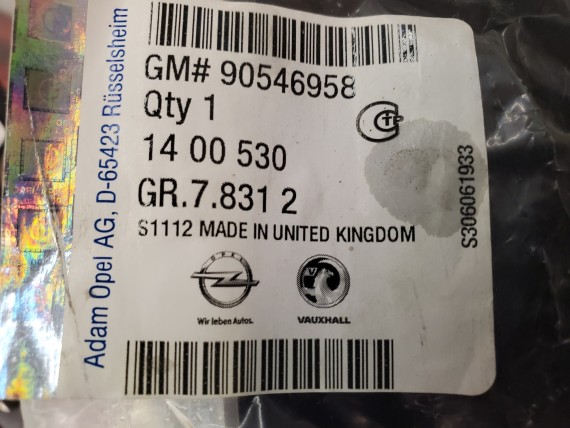 GM# 90546958
Qty 1
14 00 530
GR.7.831 2
S1112 MADE IN UNITED KINGDOM
OPEL
Wir leben Autos.
VAUXHALL
Adam Opel AG, D-65423 Rüsselsheim
S306061933